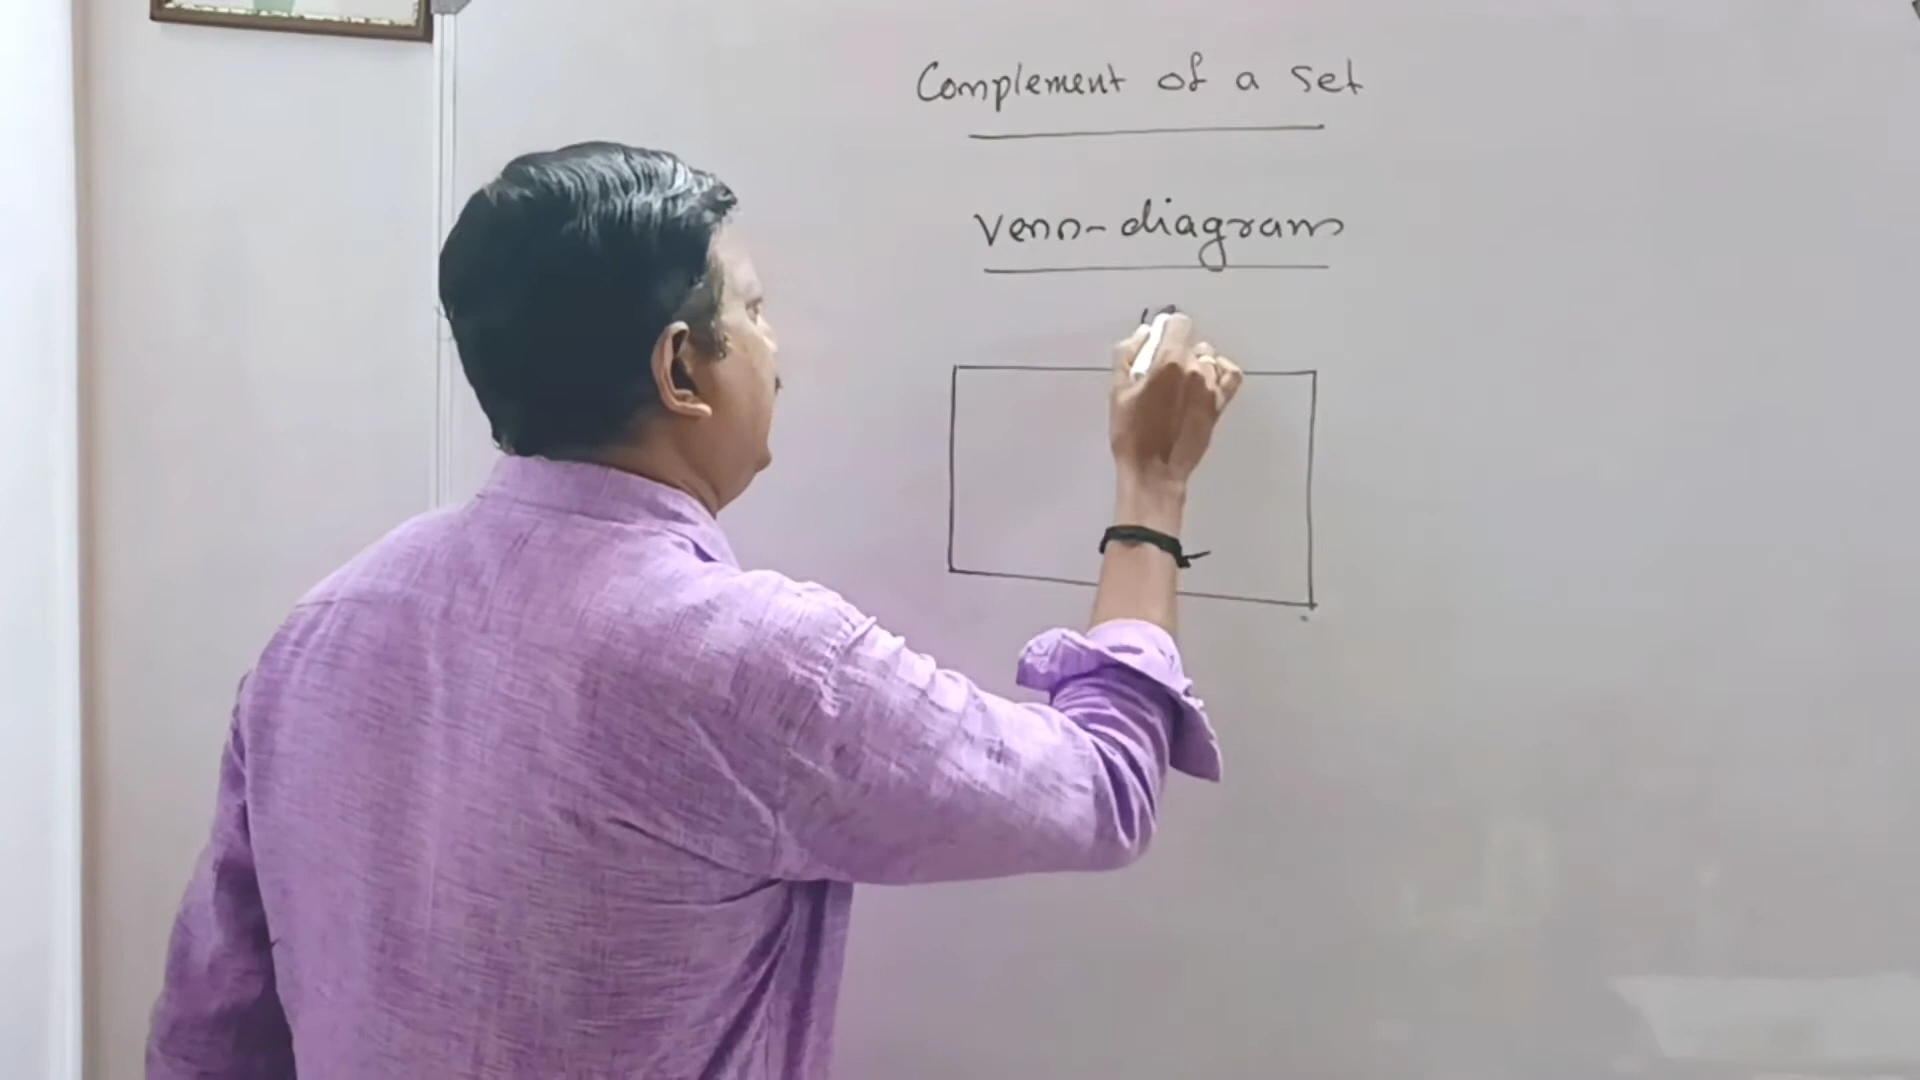 Complement of a set
Venn-diagram